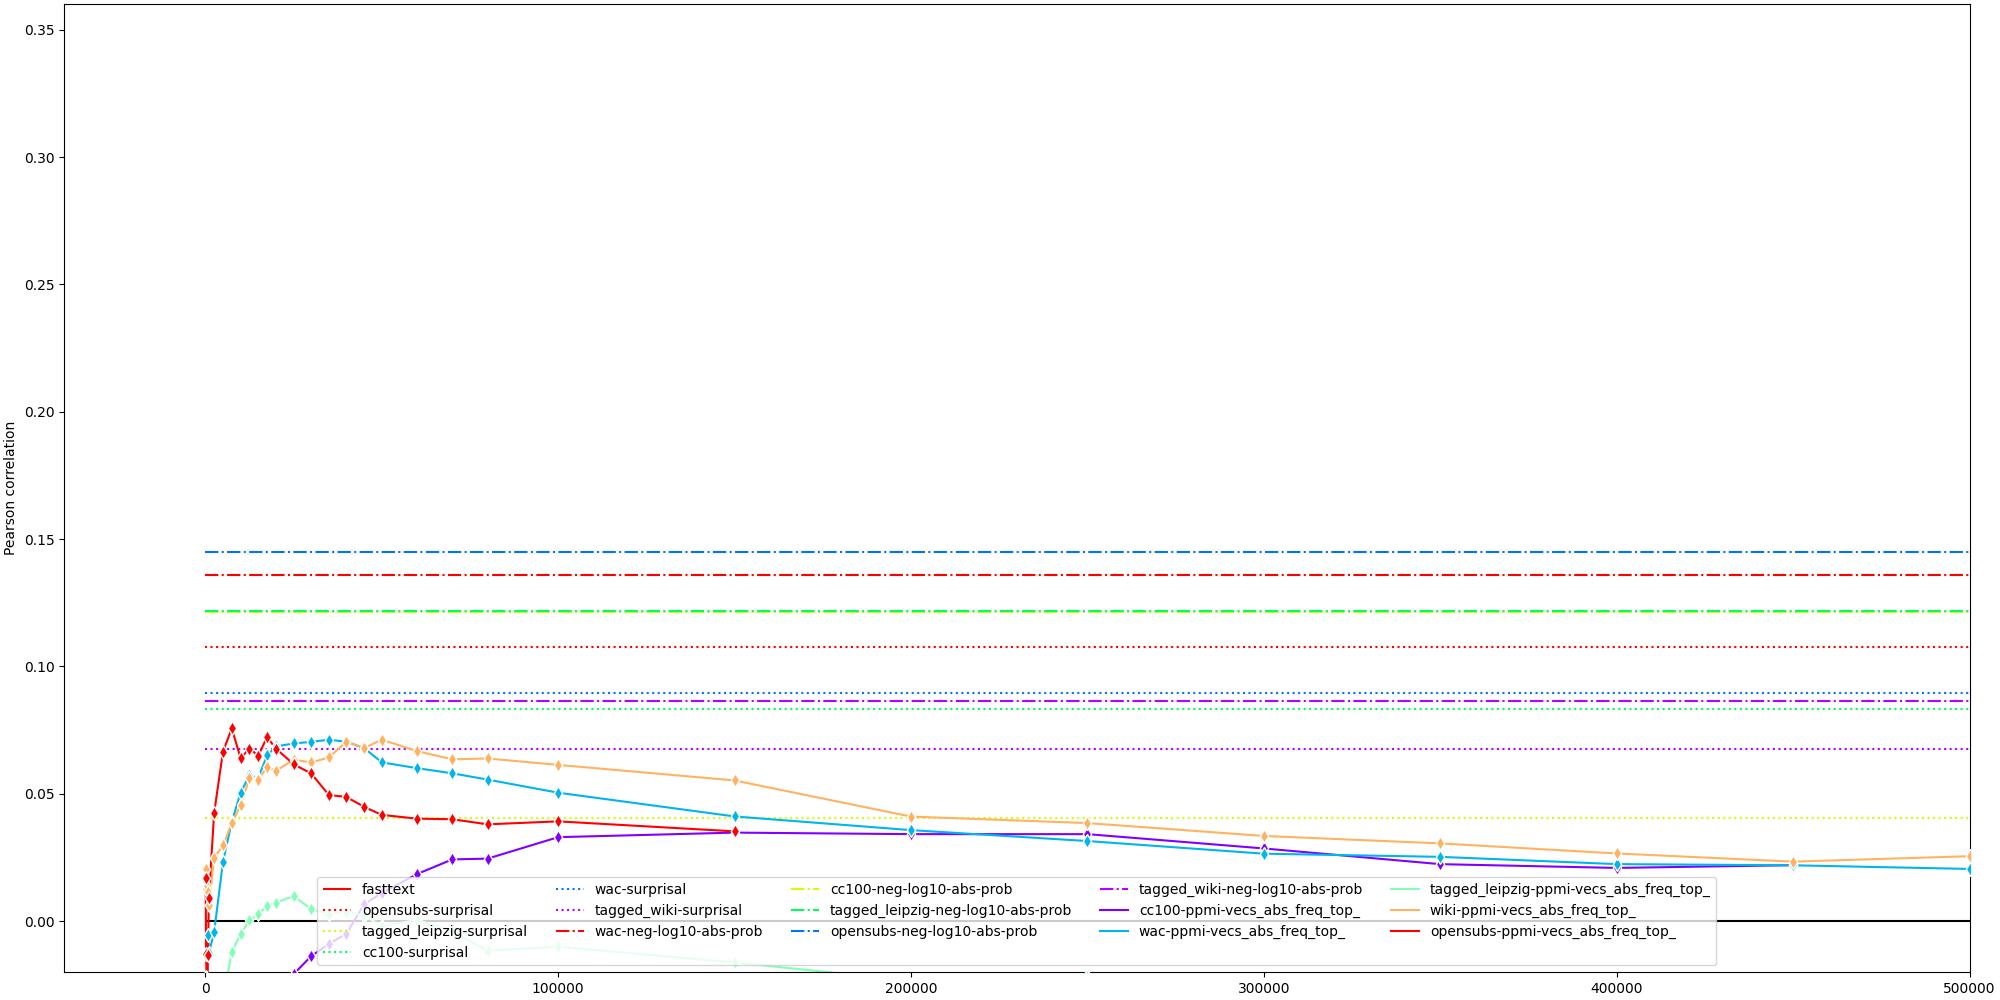 0.35
0.30
0.25
0.20
0.15
0.10
0.05
0.00
Pearson correlation
fasttext
opensubs-surprisal
tagged_leipzig-surprisal
cc100-surprisal
wac-surprisal
tagged_wiki-surprisal
wac-neg-log10-abs-prob
cc100-neg-log10-abs-prob
tagged_leipzig-neg-log10-abs-prob
opensubs-neg-log10-abs-prob
tagged_wiki-neg-log10-abs-prob
cc100-ppmi-vecs_abs_freq_top_
wac-ppmi-vecs_abs_freq_top_
tagged_leipzig-ppmi-vecs_abs_freq_top_
wiki-ppmi-vecs_abs_freq_top_
opensubs-ppmi-vecs_abs_freq_top_
0
100000
200000
300000
400000
500000